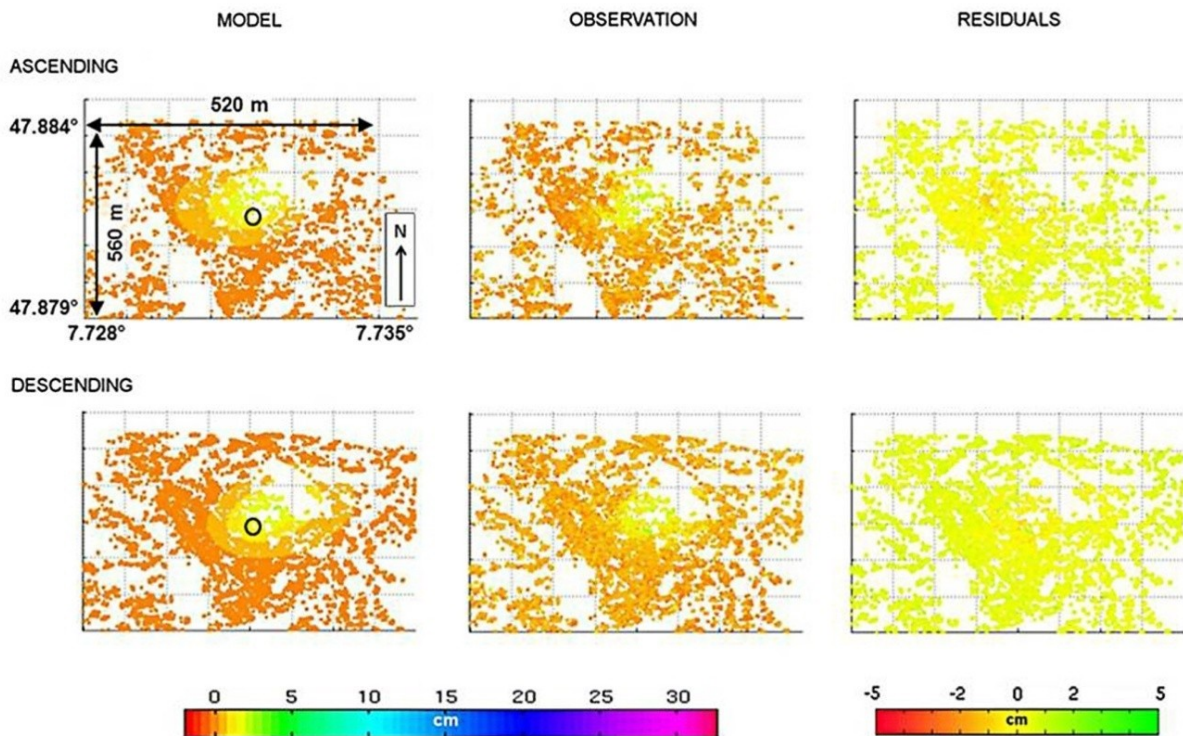 MODEL OBSERVATION RESIDUALS
ASCENDING
520 m
47.884°
560 m
N
47.879°
7.728° 7.735°
DESCENDING
0 5 10 15 20 25 30
cm
-5 -2 0 2 5
cm